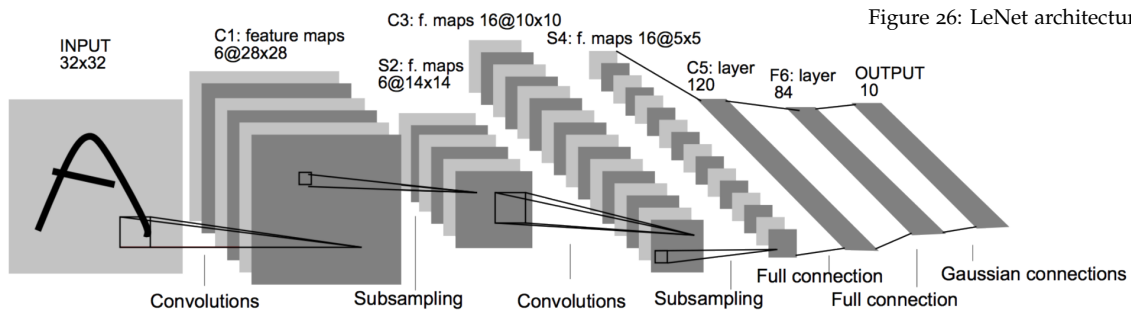 Figure 26: LeNet architectur
INPUT
32x32
C1: feature maps
6@28x28
S2: f. maps
6@14x14
C3: f. maps 16@10x10
S4: f. maps 16@5x5
C5: layer
120
F6: layer
84
OUTPUT
10
Convolutions
Subsampling
Convolutions
Subsampling
Full connection
Full connection
Gaussian connections